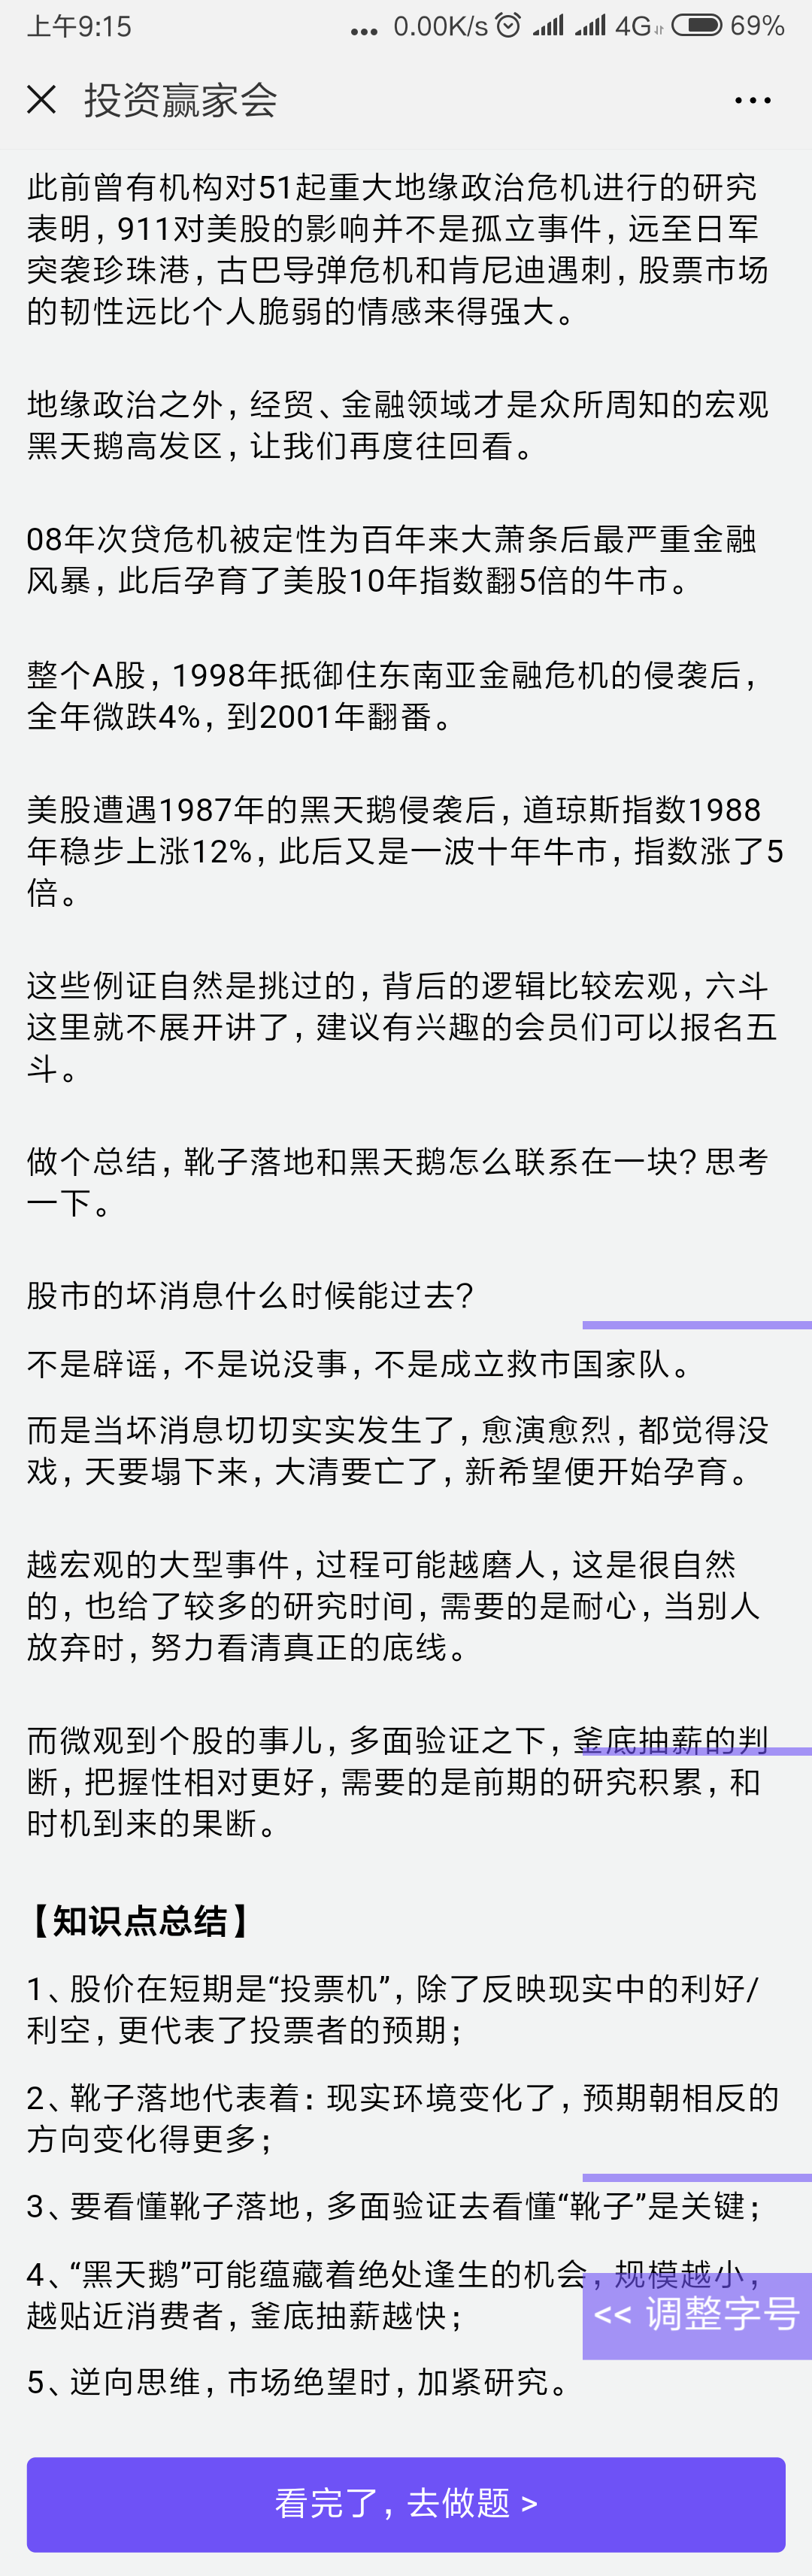 上午9:15
... 0.00K/s 4G 69%
投资赢家会
...
此前曾有机构对51起重大地缘政治危机进行的研究
表明，911对美股的影响并不是孤立事件，远至日军
突袭珍珠港，古巴导弹危机和肯尼迪遇刺，股票市场
的韧性远比个人脆弱的情感来得强大。
地缘政治之外，经贸、金融领域才是众所周知的宏观
黑天鹅高发区，让我们再度往回看。
08年次贷危机被定性为百年来大萧条后最严重金融
风暴，此后孕育了美股10年指数翻5倍的牛市。
整个A股，1998年抵御住东南亚金融危机的侵袭后，
全年微跌4%，到2001年翻番。
美股遭遇1987年的黑天鹅侵袭后，道琼斯指数1988
年稳步上涨12%，此后又是一波十年牛市，指数涨了5
倍。
这些例证自然是挑过的，背后的逻辑比较宏观，六斗
这里就不展开讲了，建议有兴趣的会员们可以报名五
斗。
做个总结，靴子落地和黑天鹅怎么联系在一块？思考
一下。
股市的坏消息什么时候能过去？
不是辟谣，不是说没事，不是成立救市国家队。
而是当坏消息切切实实发生了，愈演愈烈，都觉得没
戏，天要塌下来，大清要亡了，新希望便开始孕育。
越宏观的大型事件，过程可能越磨人，这是很自然
的，也给了较多的研究时间，需要的是耐心，当别人
放弃时，努力看清真正的底线。
而微观到个股的事儿，多面验证之下，釜底抽薪的判
断，把握性相对更好，需要的是前期的研究积累，和
时机到来的果断。
【知识点总结】
1、股价在短期是“投票机”，除了反映现实中的利好/
利空，更代表了投票者的预期；
2、靴子落地代表着：现实环境变化了，预期朝相反的
方向变化得更多；
3、要看懂靴子落地，多面验证去看懂“靴子”是关键；
4、“黑天鹅”可能蕴藏着绝处逢生的机会，规模越小，
越贴近消费者，釜底抽薪越快；
<< 调整字号
5、逆向思维，市场绝望时，加紧研究。
看完了，去做题 >